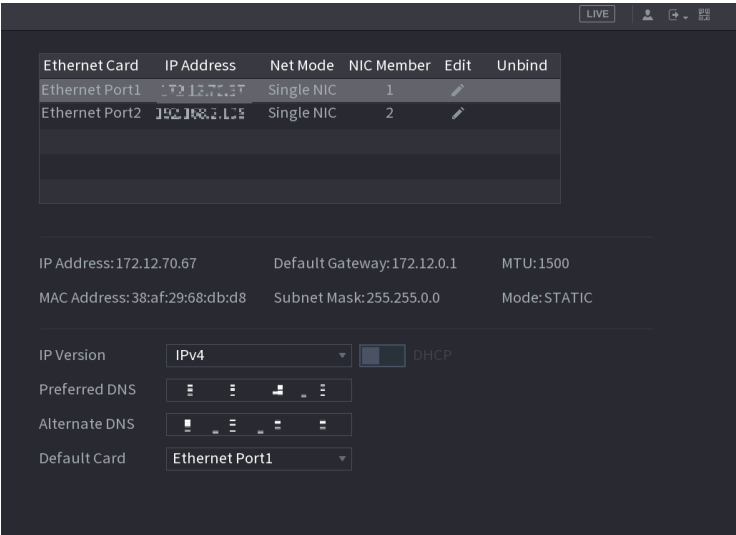 LIVE
Ethernet Card IP Address Net Mode NIC Member Edit Unbind
Ethernet Port1 Single NIC 1
Ethernet Port2 Single NIC 2
IP Address:172.12.70.67 Default Gateway:172.12.0.1 MTU:1500
MAC Address:38:af:29:68:db:d8 Subnet Mask:255.255.0.0 Mode:STATIC
IP Version IPv4 DHCP
Preferred DNS
Alternate DNS
Default Card Ethernet Port1